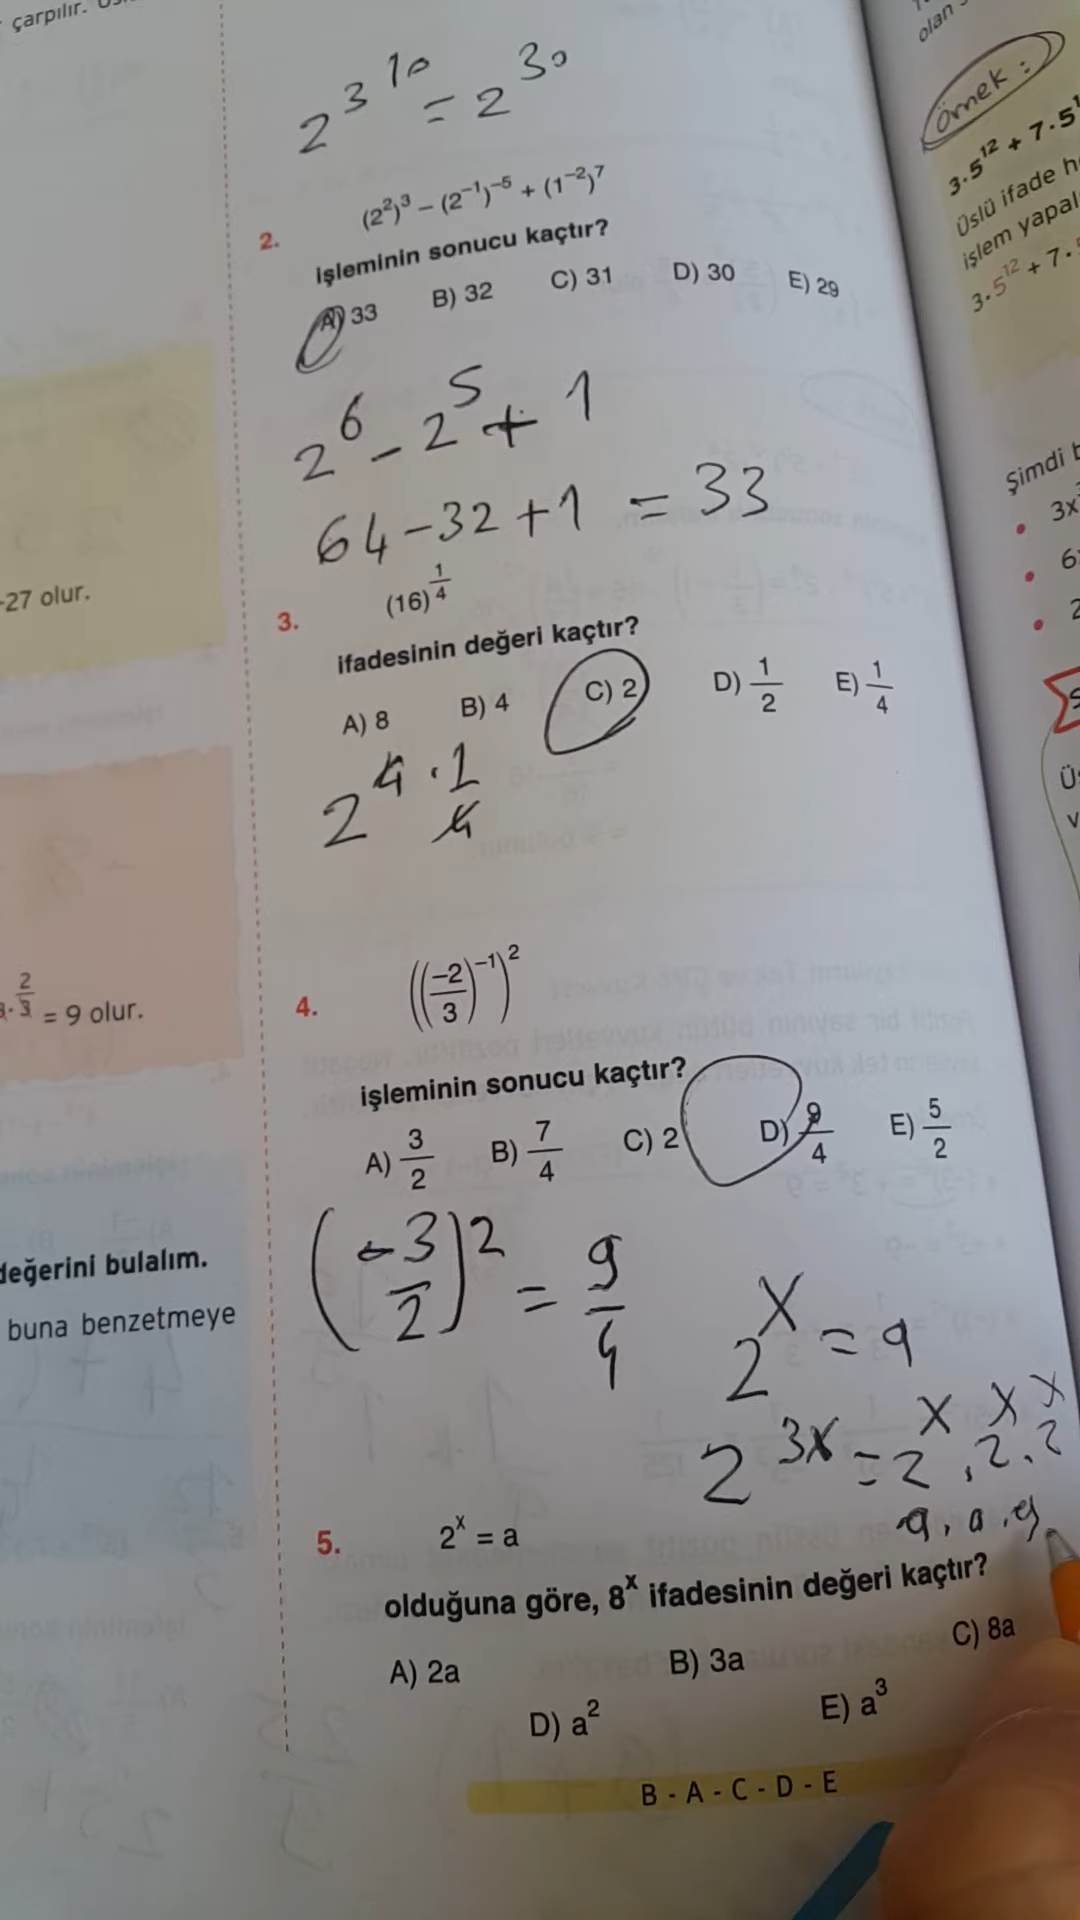 çarpılır.
2^3^10 = 2^30
2. (2²)³ – (2⁻¹)⁻⁵ + (1⁻²)⁷
işleminin sonucu kaçtır?
A) 33 B) 32 C) 31 D) 30 E) 29
2⁶ – 2⁵ + 1
64 – 32 + 1 – 33
3. (16)^(1/4)
ifadesinin değeri kaçtır?
A) 8 B) 4 C) 2 D) 1/2 E) 1/4
2^(4 · 1/4)
4. ((–2/3)⁻¹)²
işleminin sonucu kaçtır?
A) 3/2 B) 7/4 C) 2 D) 9/4 E) 5/2
(–3/2)² = 9/4
2^x = a
2^3x = 2^x . 2^x . 2^x
a . a . a
5. 2^x = a
olduğuna göre, 8^x ifadesinin değeri kaçtır?
A) 2a B) 3a C) 8a
D) a² E) a³
B - A - C - D - E
-27 olur.
2/3 = 9 olur.
değerini bulalım.
buna benzetmeye
olan
Örnek :
3·5¹² + 7·5
Üslü ifade
işlem yapal
3·5¹² + 7·
Şimdi
• 3x
• 6
• 2